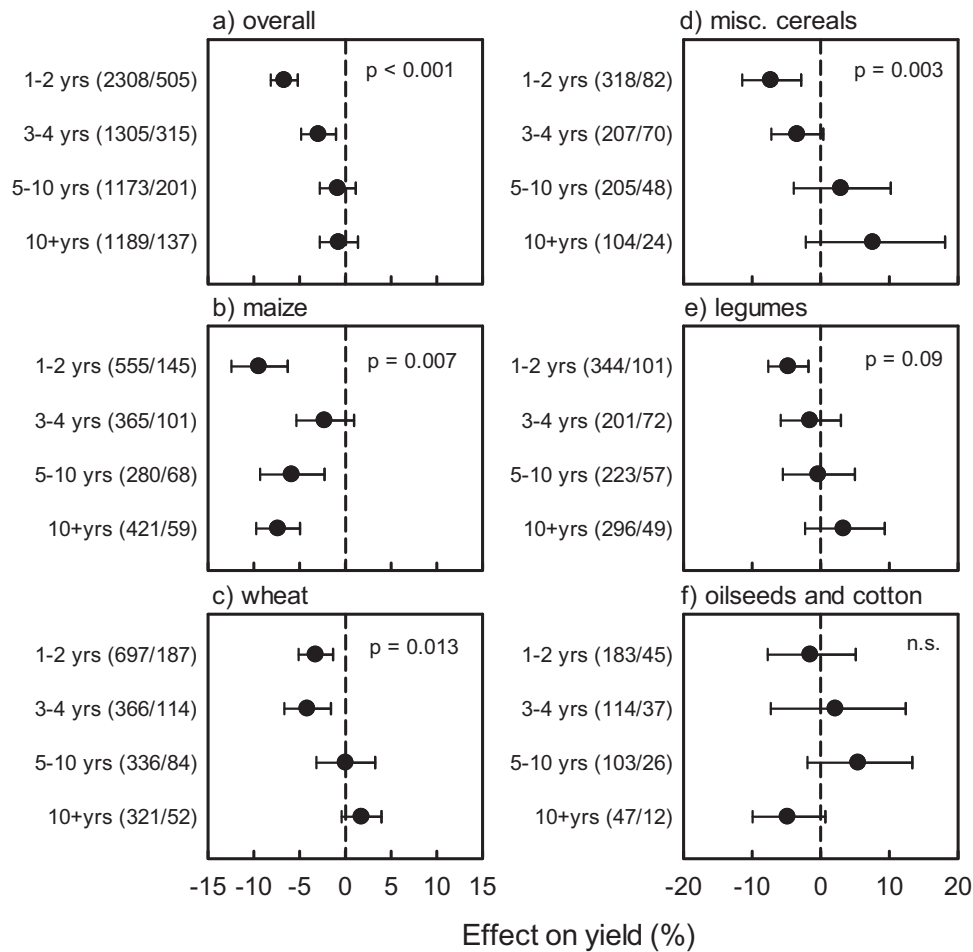 a) overall
1-2 yrs (2308/505)
p < 0.001
3-4 yrs (1305/315)
5-10 yrs (1173/201)
10+yrs (1189/137)
b) maize
1-2 yrs (555/145)
p = 0.007
3-4 yrs (365/101)
5-10 yrs (280/68)
10+yrs (421/59)
c) wheat
1-2 yrs (697/187)
p = 0.013
3-4 yrs (366/114)
5-10 yrs (336/84)
10+yrs (321/52)
-15 -10 -5 0 5 10 15
d) misc. cereals
1-2 yrs (318/82)
p = 0.003
3-4 yrs (207/70)
5-10 yrs (205/48)
10+yrs (104/24)
e) legumes
1-2 yrs (344/101)
p = 0.09
3-4 yrs (201/72)
5-10 yrs (223/57)
10+yrs (296/49)
f) oilseeds and cotton
1-2 yrs (183/45)
n.s.
3-4 yrs (114/37)
5-10 yrs (103/26)
10+yrs (47/12)
-20 -10 0 10 20
Effect on yield (%)